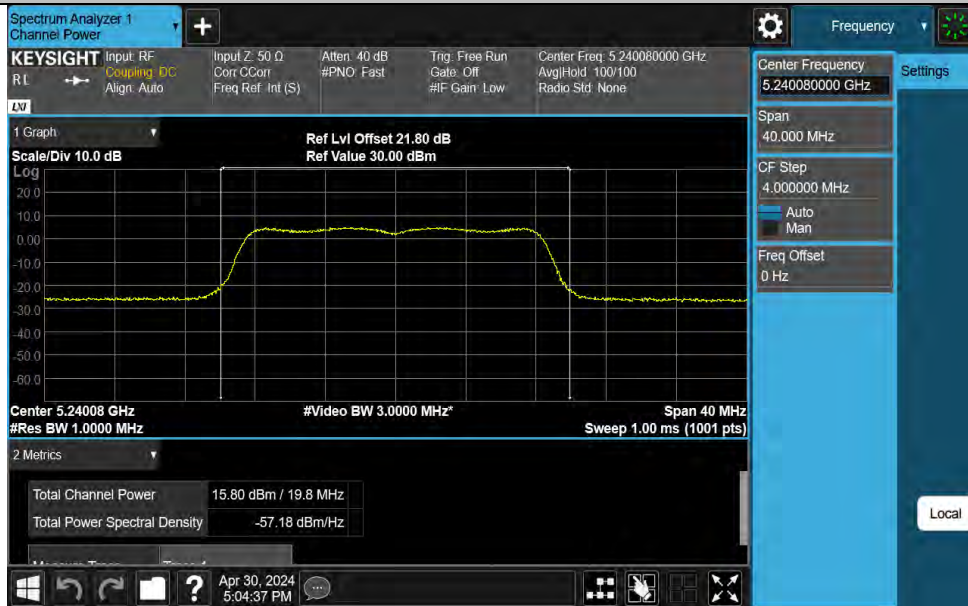 Spectrum Analyzer 1
Channel Power
Frequency
KEYSIGHT
Input: RF
Coupling: DC
Align: Auto
Input Z: 50 Ω
Corr CCorr
Freq Ref: Int (S)
Atten: 40 dB
#PNO: Fast
Trig: Free Run
Gate: Off
#IF Gain: Low
Center Freq: 5.240080000 GHz
Avg|Hold: 100/100
Radio Std: None
LXI
Center Frequency
5.240080000 GHz
Settings
Span
40.000 MHz
CF Step
4.000000 MHz
Auto
Man
Freq Offset
0 Hz
1 Graph
Scale/Div 10.0 dB
Ref Lvl Offset 21.80 dB
Ref Value 30.00 dBm
Log
20.0
10.0
0.00
-10.0
-20.0
-30.0
-40.0
-50.0
-60.0
Center 5.24008 GHz
#Res BW 1.0000 MHz
#Video BW 3.0000 MHz*
Span 40 MHz
Sweep 1.00 ms (1001 pts)
2 Metrics
Total Channel Power 15.80 dBm / 19.8 MHz
Total Power Spectral Density -57.18 dBm/Hz
Local
Apr 30, 2024
5:04:37 PM